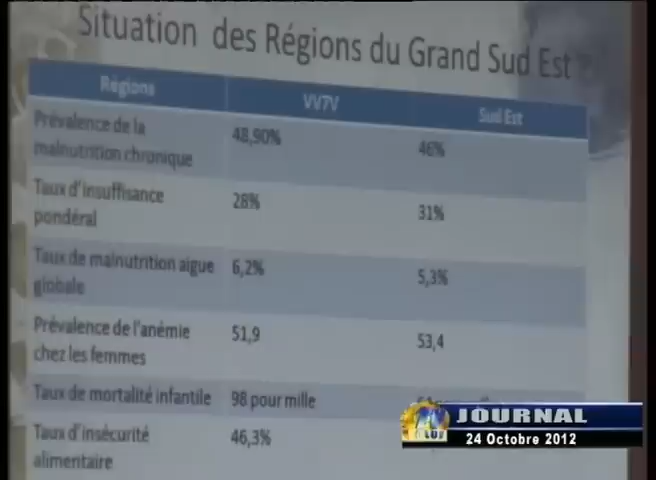 Situation des Régions du Grand Sud Est
Régions VV7V Sud Est
Prévalence de la
malnutrition chronique 48,90% 46%
Taux d'insuffisance
pondéral 28% 31%
Taux de malnutrition aigue
globale 6,2% 5,3%
Prévalence de l'anémie
chez les femmes 51,9 53,4
Taux de mortalité infantile 98 pour mille
Taux d'insécurité
alimentaire 46,3%
JOURNAL
24 Octobre 2012